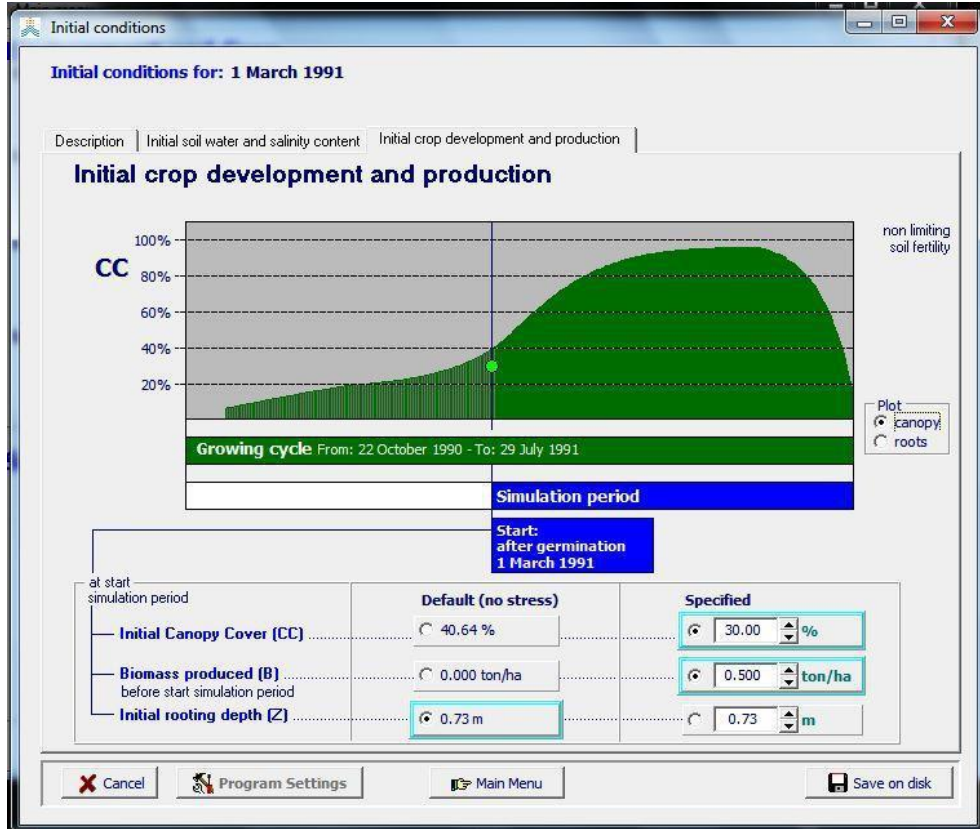 Initial conditions
Initial conditions for: 1 March 1991
Description
Initial soil water and salinity content
Initial crop development and production
Initial crop development and production
non limiting
soil fertility
CC
100%
80%
60%
40%
20%
Plot
canopy
roots
Growing cycle From: 22 October 1990 - To: 29 July 1991
Simulation period
Start:
after germination
1 March 1991
at start
simulation period
Default (no stress)
Specified
Initial Canopy Cover (CC)
40.64 %
30.00
%
Biomass produced (B)
before start simulation period
0.000 ton/ha
0.500
ton/ha
Initial rooting depth (Z)
0.73 m
0.73
m
Cancel
Program Settings
Main Menu
Save on disk